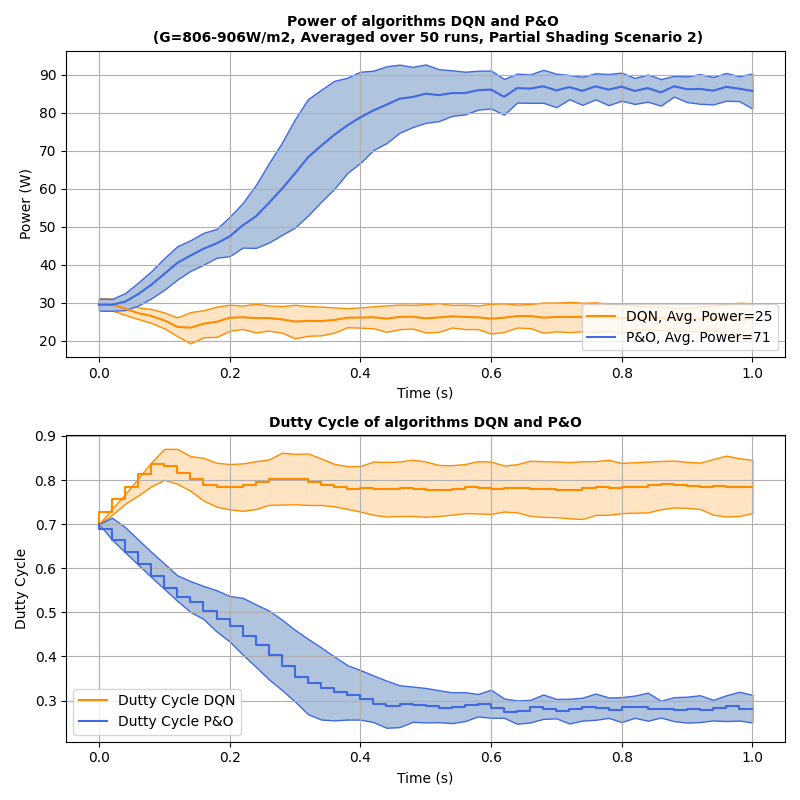 Power of algorithms DQN and P&O
(G=806-906W/m2, Averaged over 50 runs, Partial Shading Scenario 2)
Power (W)
90
80
70
60
50
40
30
20
DQN, Avg. Power=25
P&O, Avg. Power=71
0.0 0.2 0.4 0.6 0.8 1.0
Time (s)
Dutty Cycle of algorithms DQN and P&O
Dutty Cycle
0.9
0.8
0.7
0.6
0.5
0.4
0.3
Dutty Cycle DQN
Dutty Cycle P&O
0.0 0.2 0.4 0.6 0.8 1.0
Time (s)